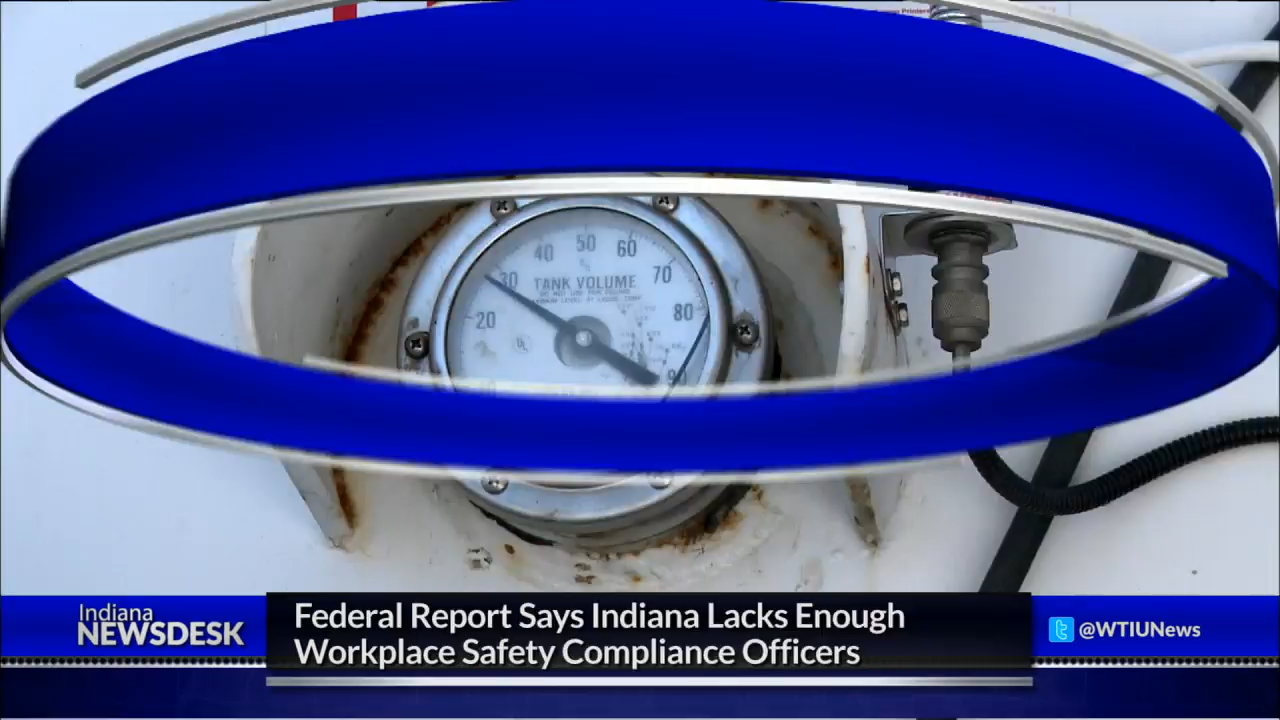 40 50 60
30 70
TANK VOLUME
20 80
90
Indiana
NEWSDESK
Federal Report Says Indiana Lacks Enough
Workplace Safety Compliance Officers
@WTIUNews